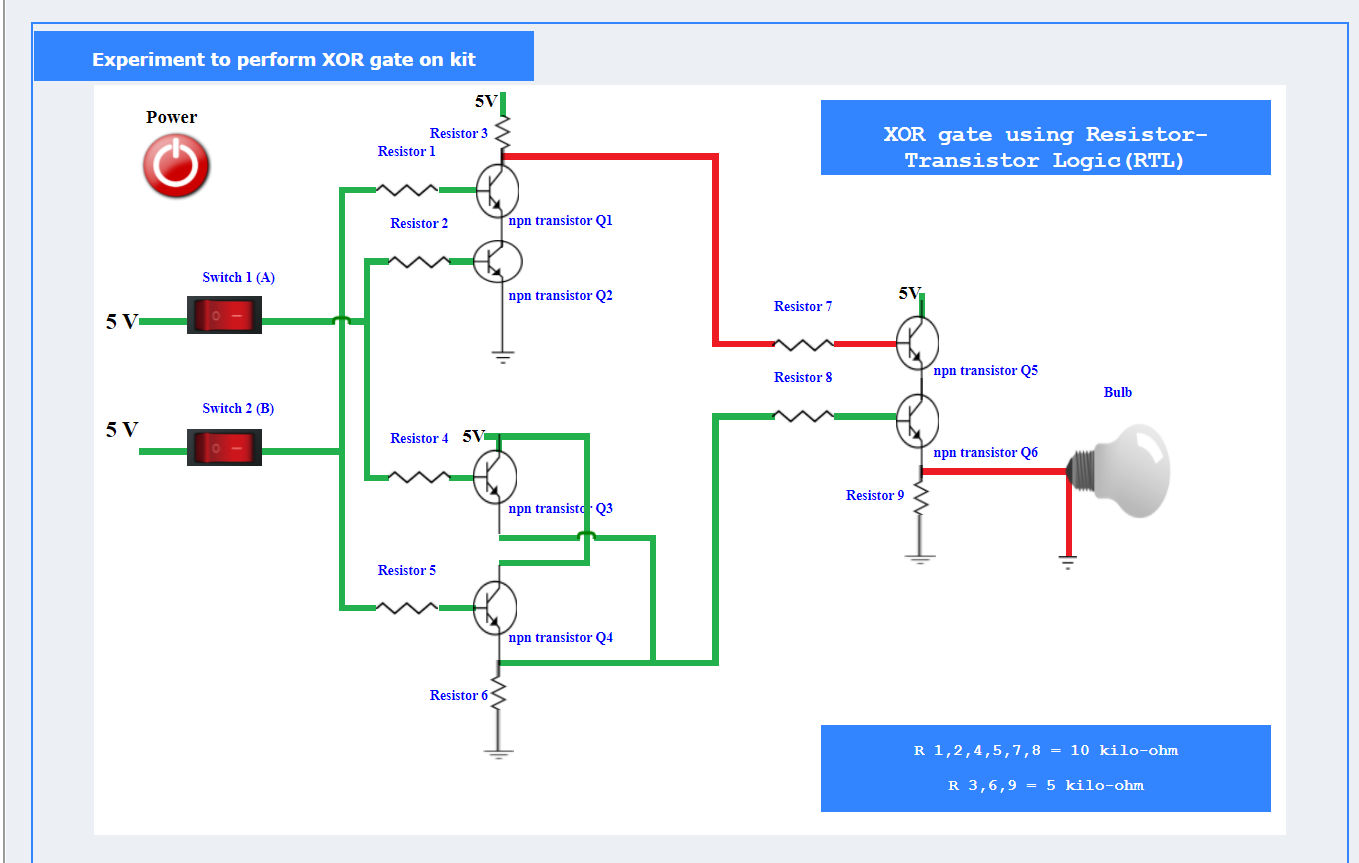 Experiment to perform XOR gate on kit
Power
5V
Resistor 3
Resistor 1
XOR gate using Resistor-
Transistor Logic(RTL)
Resistor 2
npn transistor Q1
Switch 1 (A)
npn transistor Q2
5 V
5V
Resistor 7
npn transistor Q5
Resistor 8
Bulb
Switch 2 (B)
5 V
Resistor 4
5V
npn transistor Q6
Resistor 9
npn transistor Q3
Resistor 5
npn transistor Q4
Resistor 6
R 1,2,4,5,7,8 = 10 kilo-ohm
R 3,6,9 = 5 kilo-ohm